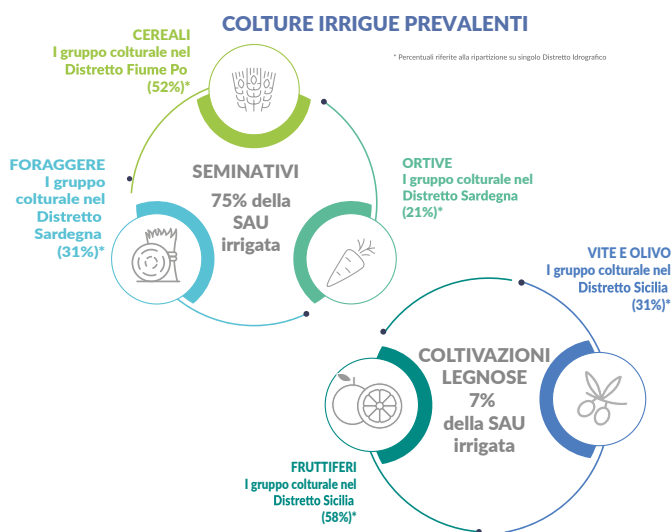 COLTURE IRRIGUE PREVALENTI
* Percentuali riferite alla ripartizione su singolo Distretto Idrografico
CEREALI
I gruppo colturale nel
Distretto Fiume Po
(52%)*
FORAGGERE
I gruppo
colturale nel
Distretto
Sardegna
(31%)*
SEMINATIVI
75% della
SAU
irrigata
ORTIVE
I gruppo colturale nel
Distretto Sardegna
(21%)*
VITE E OLIVO
I gruppo colturale nel
Distretto Sicilia
(31%)*
COLTIVAZIONI
LEGNOSE
7%
della SAU
irrigata
FRUTTIFERI
I gruppo colturale nel
Distretto Sicilia
(58%)*